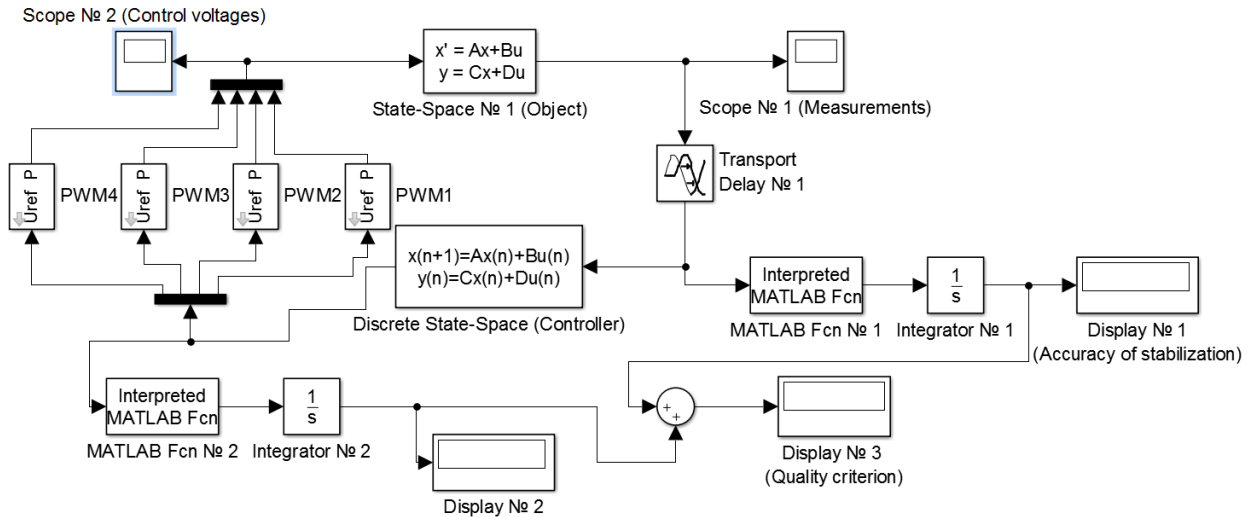 Scope № 2 (Control voltages)
x' = Ax+Bu
y = Cx+Du
State-Space № 1 (Object)
Scope № 1 (Measurements)
Transport
Delay № 1
Uref P
PWM4
Uref P
PWM3
Uref P
PWM2
Uref P
PWM1
x(n+1)=Ax(n)+Bu(n)
y(n)=Cx(n)+Du(n)
Discrete State-Space (Controller)
Interpreted
MATLAB Fcn
MATLAB Fcn № 1
1
s
Integrator № 1
Display № 1
(Accuracy of stabilization)
Interpreted
MATLAB Fcn
MATLAB Fcn № 2
1
s
Integrator № 2
Display № 2
+
+
Display № 3
(Quality criterion)